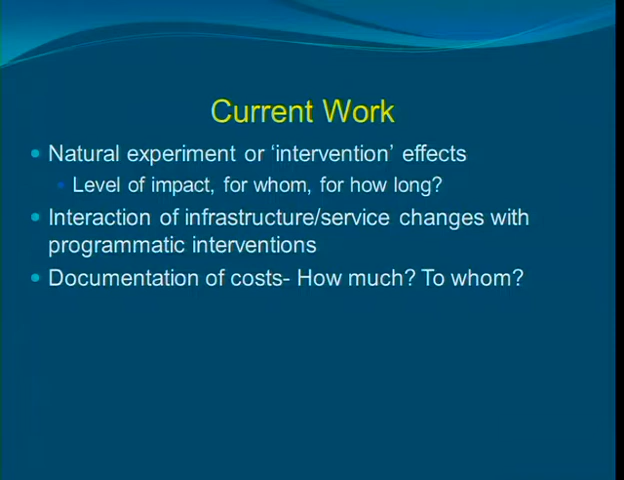 Current Work
Natural experiment or ‘intervention’ effects
Level of impact, for whom, for how long?
Interaction of infrastructure/service changes with
programmatic interventions
Documentation of costs- How much? To whom?